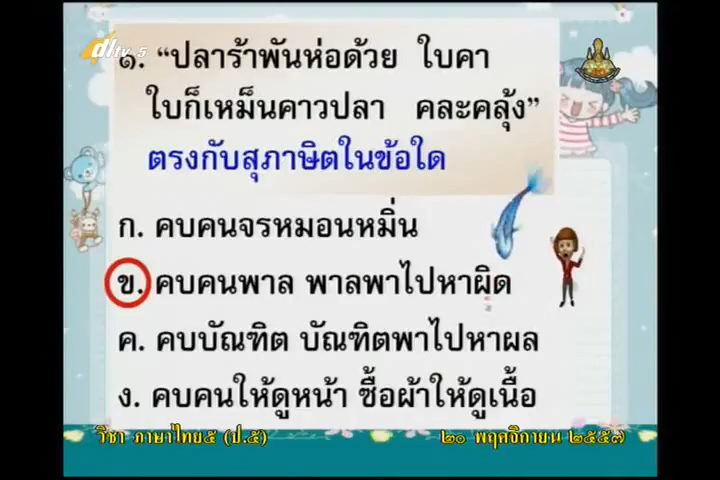 dltv 5
๑. “ปลาร้าพันห่อด้วย ใบคา
ใบก็เหม็นคาวปลา คละคลุ้ง”
ตรงกับสุภาษิตในข้อใด
ก. คบคนจรหมอนหมิ่น
ข. คบคนพาล พาลพาไปหาผิด
ค. คบบัณฑิต บัณฑิตพาไปหาผล
ง. คบคนให้ดูหน้า ซื้อผ้าให้ดูเนื้อ
วิชา ภาษาไทย๕ (ป.๕) ๒๑ พฤศจิกายน ๒๕๕๗